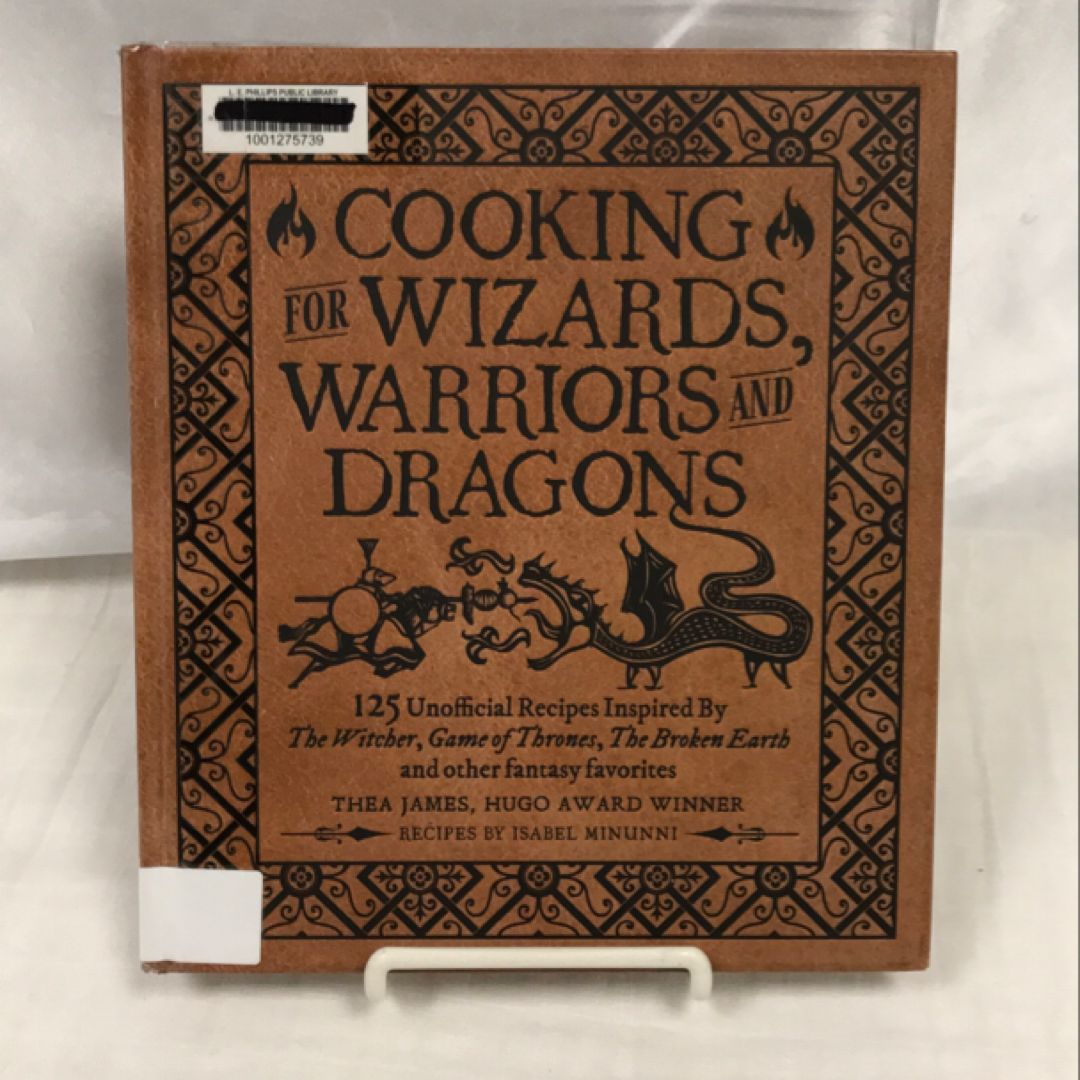 L. E. PHILLIPS PUBLIC LIBRARY
1001275739
COOKING
FOR WIZARDS,
WARRIORS AND
DRAGONS
125 Unofficial Recipes Inspired By
The Witcher, Game of Thrones, The Broken Earth
and other fantasy favorites
THEA JAMES, HUGO AWARD WINNER
RECIPES BY ISABEL MINUNNI